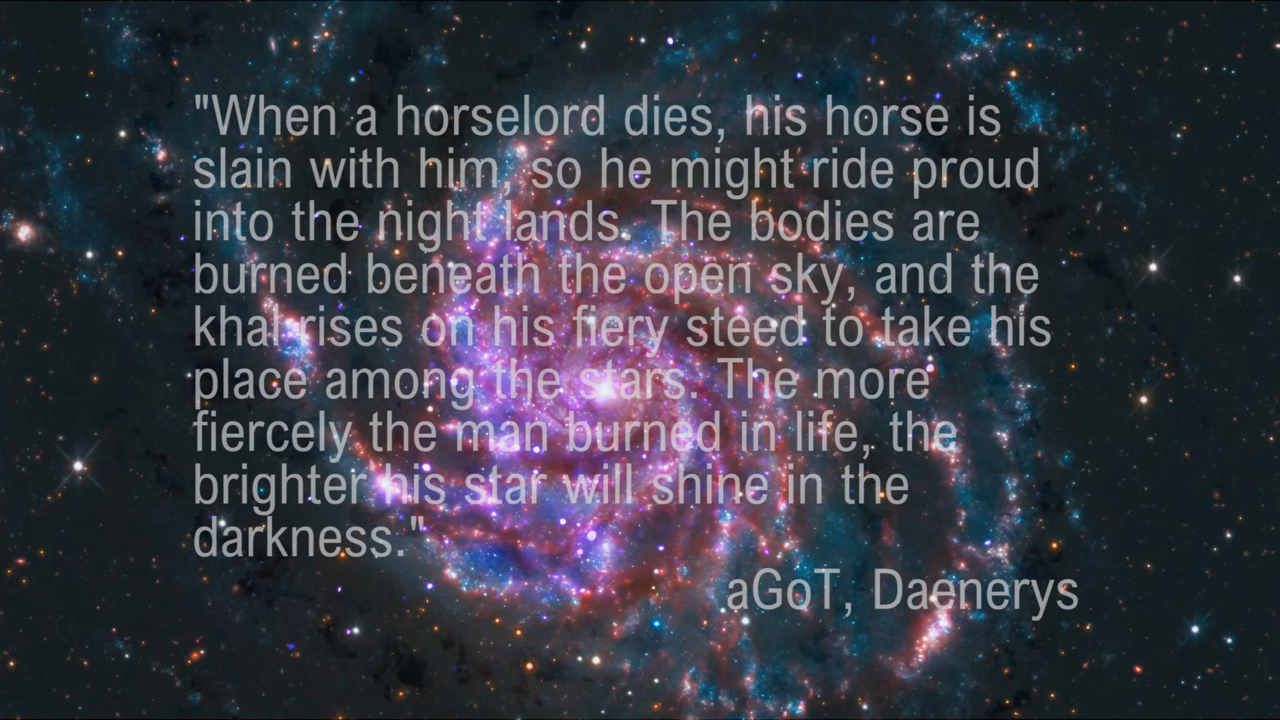 "When a horselord dies, his horse is
slain with him, so he might ride proud
into the night lands. The bodies are
burned beneath the open sky, and the
khal rises on his fiery steed to take his
place among the stars. The more
fiercely the man burned in life, the
brighter his star will shine in the
darkness."
aGoT, Daenerys